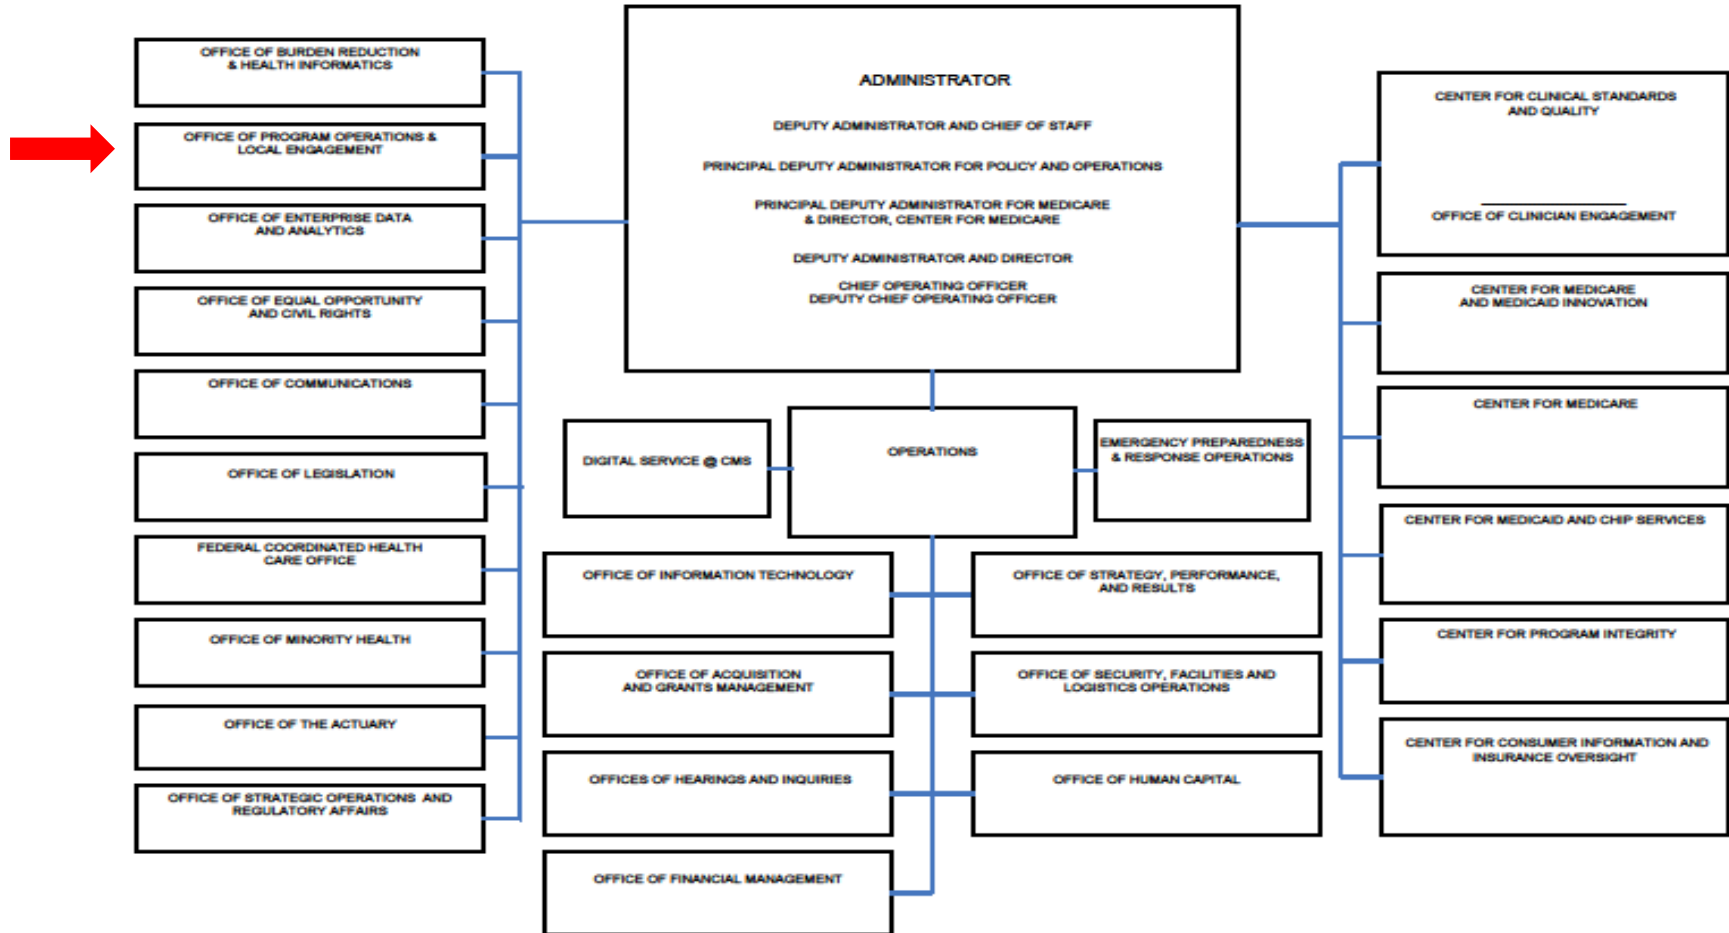 OFFICE OF BURDEN REDUCTION
& HEALTH INFORMATICS
OFFICE OF PROGRAM OPERATIONS &
LOCAL ENGAGEMENT
OFFICE OF ENTERPRISE DATA
AND ANALYTICS
OFFICE OF EQUAL OPPORTUNITY
AND CIVIL RIGHTS
OFFICE OF COMMUNICATIONS
OFFICE OF LEGISLATION
FEDERAL COORDINATED HEALTH
CARE OFFICE
OFFICE OF MINORITY HEALTH
OFFICE OF THE ACTUARY
OFFICE OF STRATEGIC OPERATIONS AND
REGULATORY AFFAIRS
ADMINISTRATOR
DEPUTY ADMINISTRATOR AND CHIEF OF STAFF
PRINCIPAL DEPUTY ADMINISTRATOR FOR POLICY AND OPERATIONS
PRINCIPAL DEPUTY ADMINISTRATOR FOR MEDICARE
& DIRECTOR, CENTER FOR MEDICARE
DEPUTY ADMINISTRATOR AND DIRECTOR
CHIEF OPERATING OFFICER
DEPUTY CHIEF OPERATING OFFICER
DIGITAL SERVICE @ CMS
OPERATIONS
EMERGENCY PREPAREDNESS
& RESPONSE OPERATIONS
OFFICE OF INFORMATION TECHNOLOGY
OFFICE OF STRATEGY, PERFORMANCE,
AND RESULTS
OFFICE OF ACQUISITION
AND GRANTS MANAGEMENT
OFFICE OF SECURITY, FACILITIES AND
LOGISTICS OPERATIONS
OFFICES OF HEARINGS AND INQUIRIES
OFFICE OF HUMAN CAPITAL
OFFICE OF FINANCIAL MANAGEMENT
CENTER FOR CLINICAL STANDARDS
AND QUALITY
OFFICE OF CLINICIAN ENGAGEMENT
CENTER FOR MEDICARE
AND MEDICAID INNOVATION
CENTER FOR MEDICARE
CENTER FOR MEDICAID AND CHIP SERVICES
CENTER FOR PROGRAM INTEGRITY
CENTER FOR CONSUMER INFORMATION AND
INSURANCE OVERSIGHT